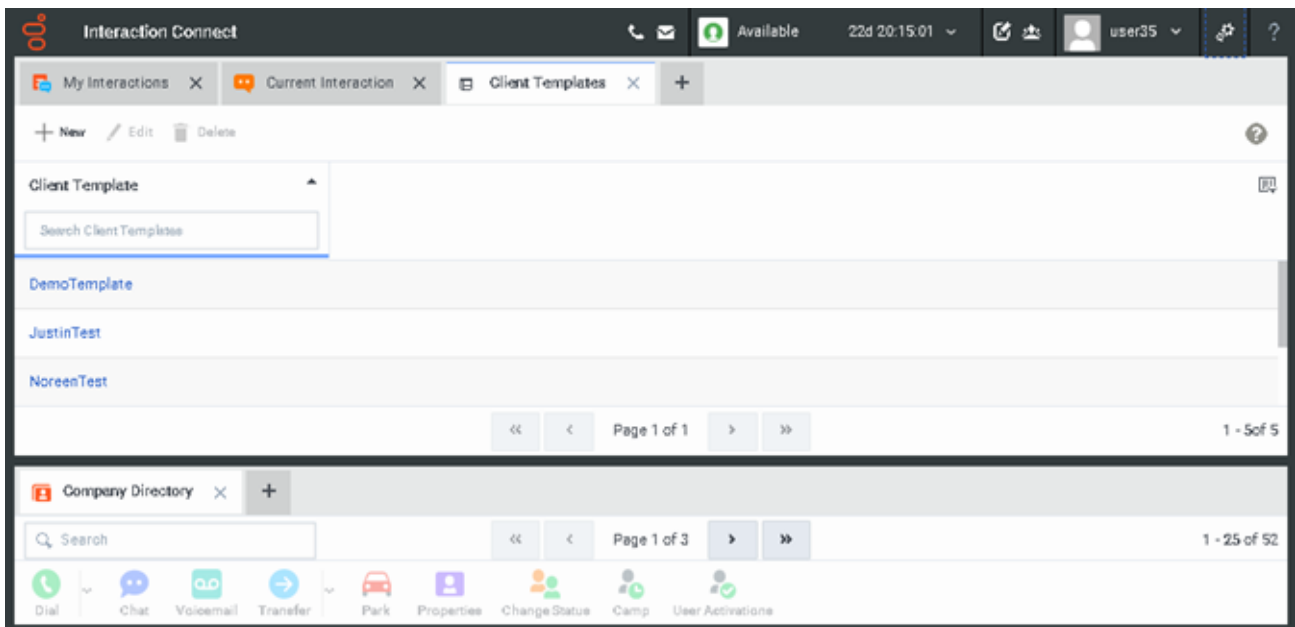 Interaction Connect
Available
22d 20:15:01
user35
?
My Interactions
Current Interaction
Client Templates
New
Edit
Delete
Client Template
Search Client Templates
DemoTemplate
JustinTest
NoreenTest
Page 1 of 1
1 - 5of 5
Company Directory
Search
Page 1 of 3
1 - 25 of 52
Dial
Chat
Voicemail
Transfer
Park
Properties
Change Status
Camp
User Activations